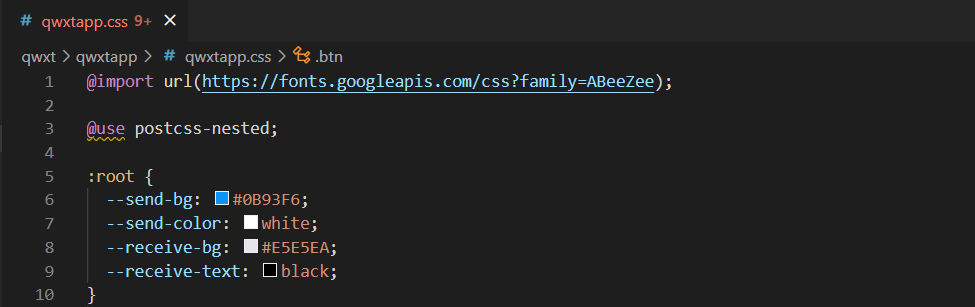 # qwxtapp.css 9+ ×
qwxt > qwxtapp > # qwxtapp.css > .btn
1 @import url(https://fonts.googleapis.com/css?family=ABeeZee);
2
3 @use postcss-nested;
4
5 :root {
6 --send-bg: #0B93F6;
7 --send-color: white;
8 --receive-bg: #E5E5EA;
9 --receive-text: black;
10 }